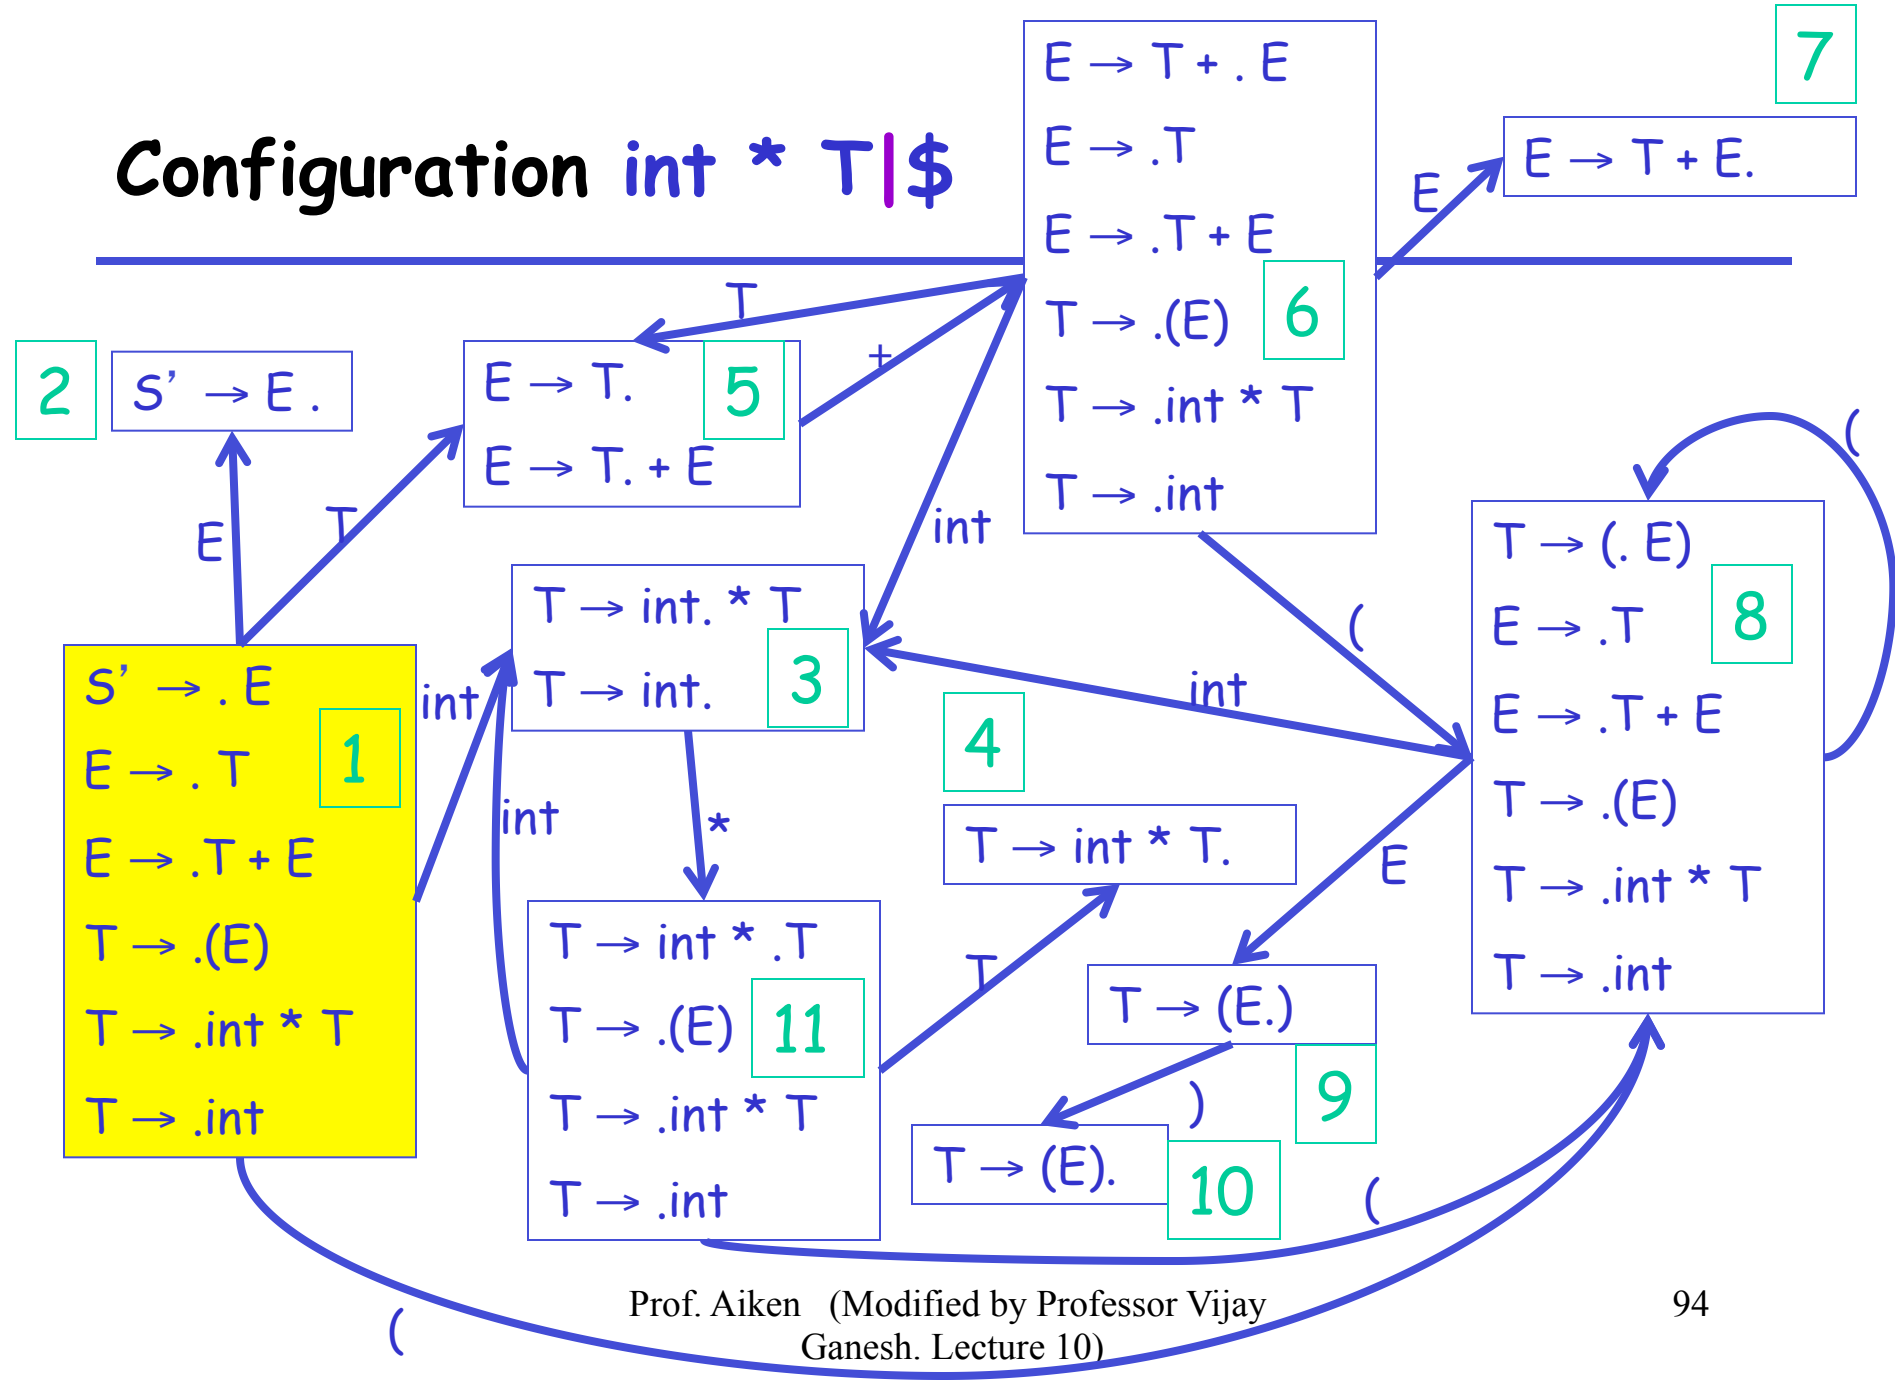 Configuration int * T|$
E → T + . E
E → .T
E → .T + E
T → .(E)
T → .int * T
T → .int
6
7
E → T + E.
E
T
+
int
(
2
S’ → E .
E
T
E → T.
E → T. + E
5
S’ → . E
E → . T
E → .T + E
T → .(E)
T → .int * T
T → .int
1
int
T → int. * T
T → int.
3
int
*
int
4
T → int * T.
T
T → int * .T
T → .(E)
T → .int * T
T → .int
11
T → (. E)
E → .T
E → .T + E
T → .(E)
T → .int * T
T → .int
8
(
E
T → (E.)
9
)
T → (E).
10
(
(
Prof. Aiken (Modified by Professor Vijay
Ganesh. Lecture 10)
94